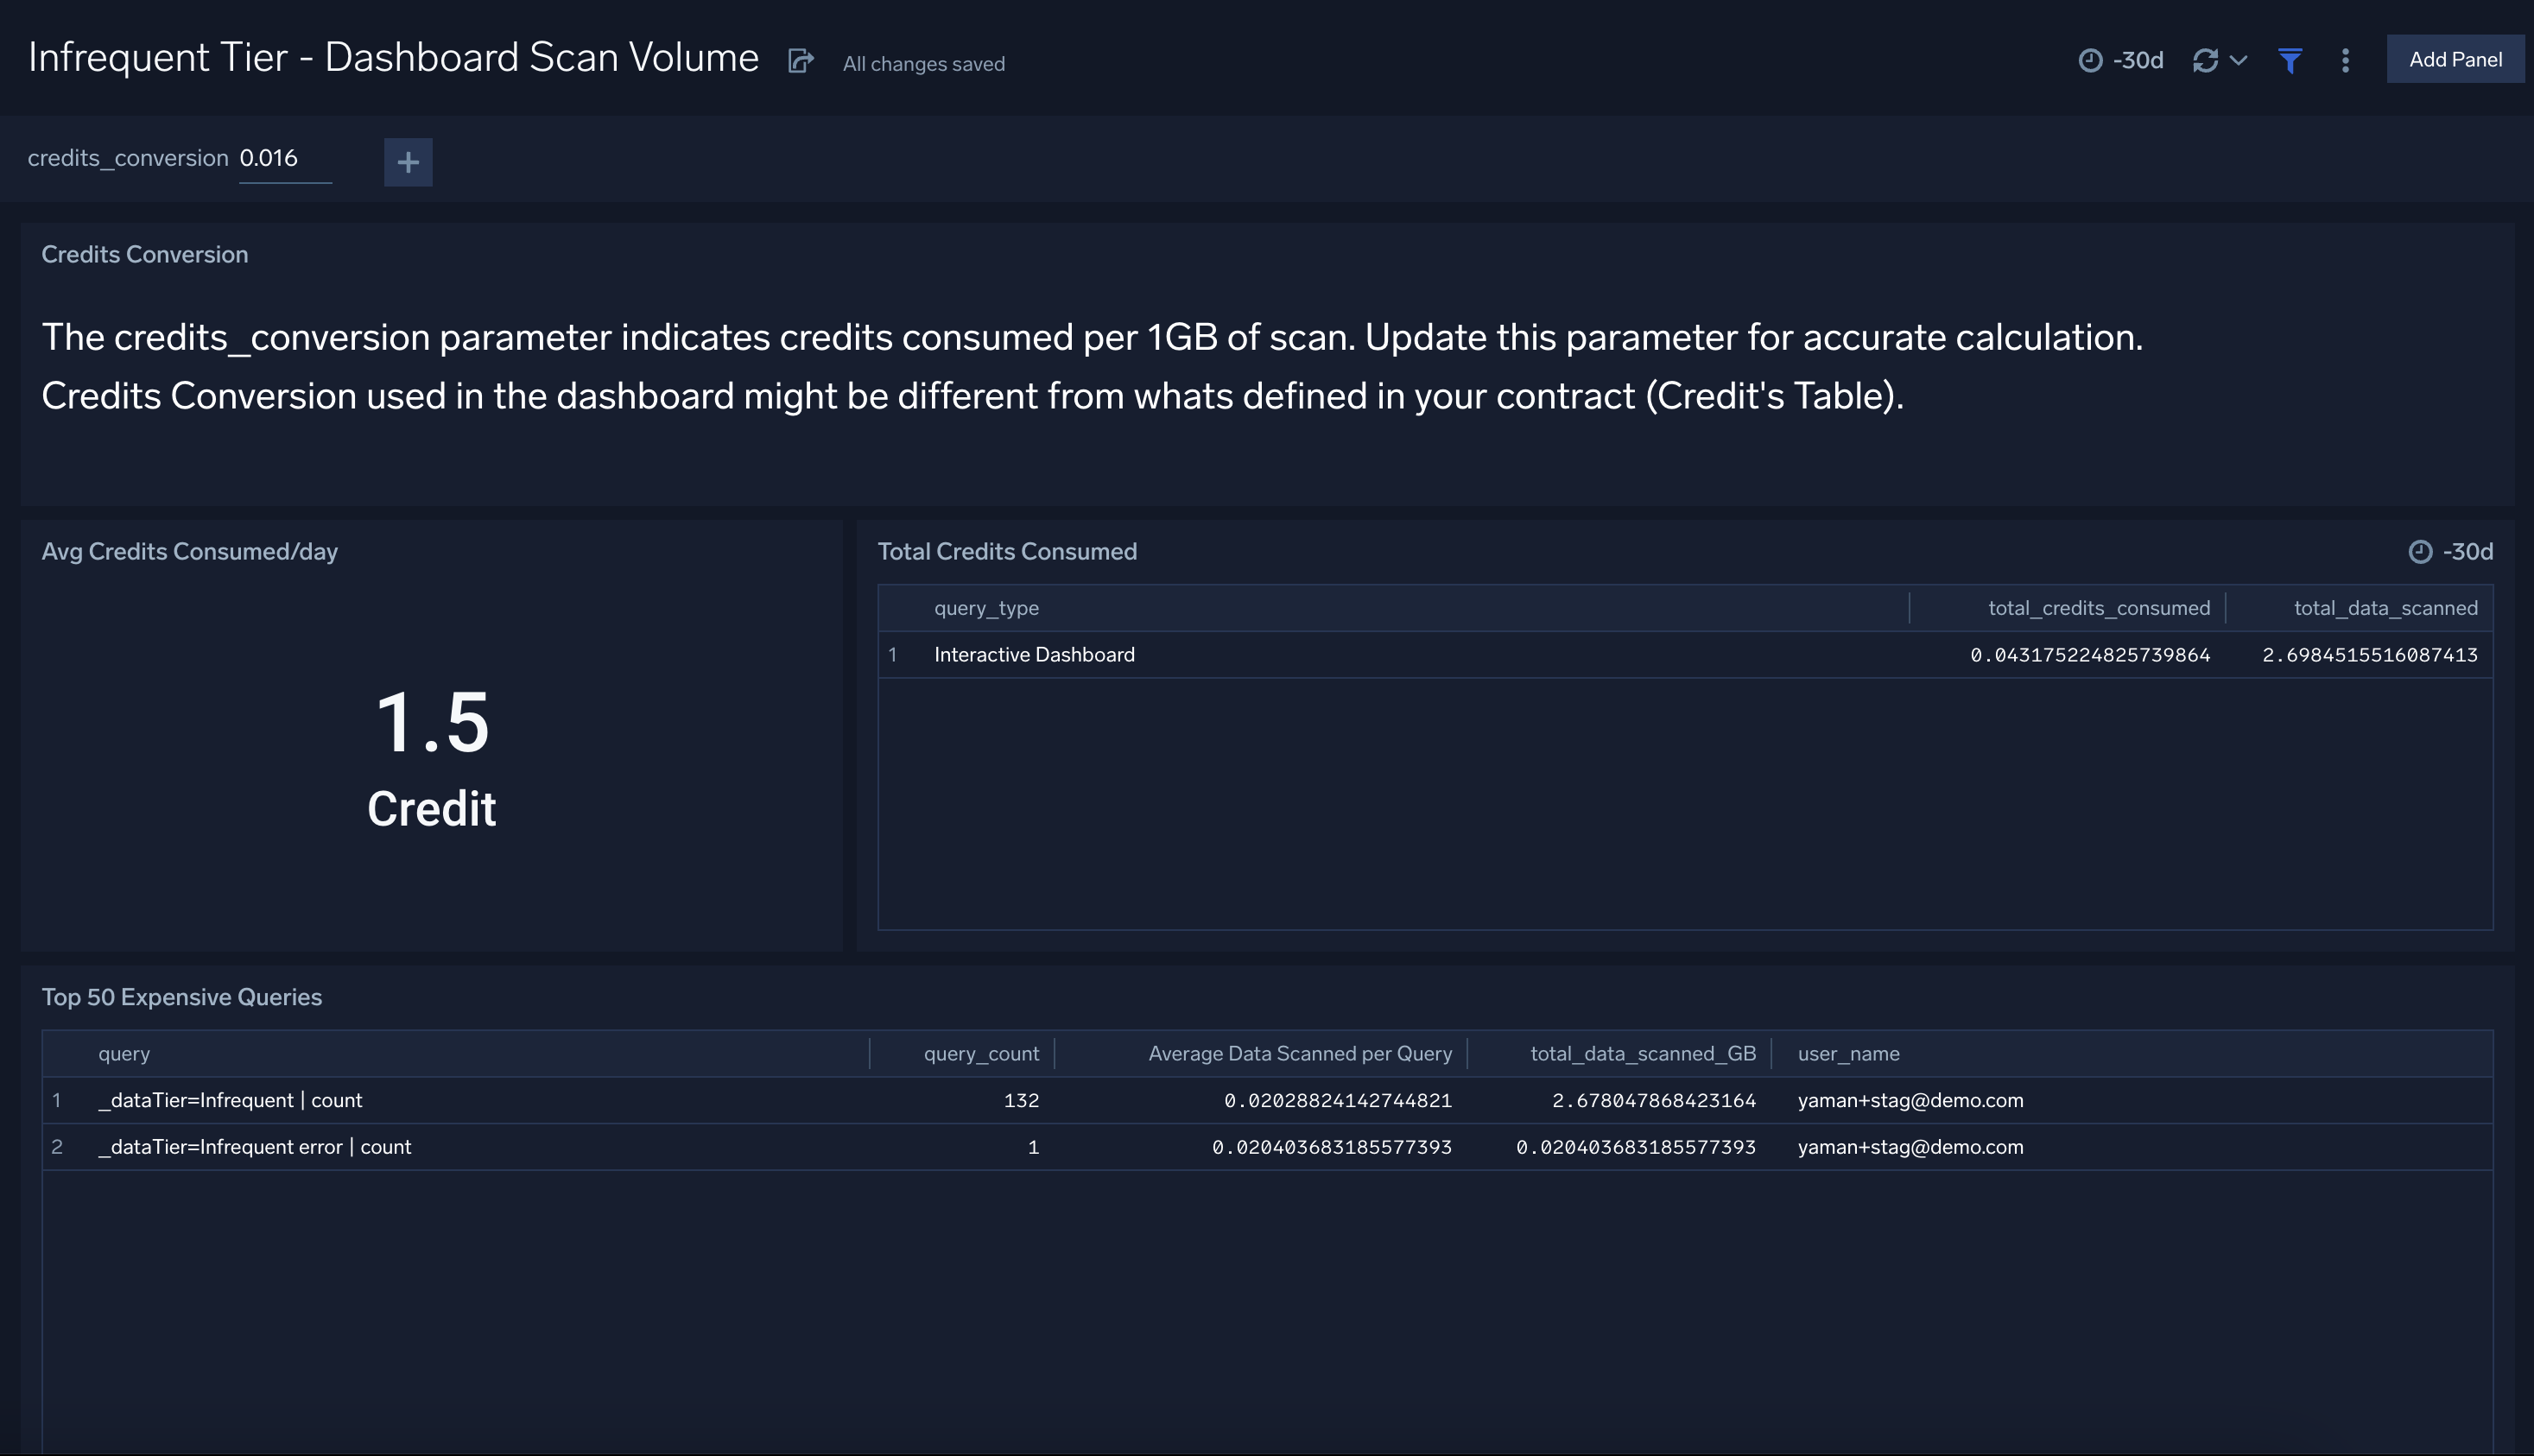 Infrequent Tier - Dashboard Scan Volume All changes saved -30d Add Panel
credits_conversion 0.016
Credits Conversion
The credits_conversion parameter indicates credits consumed per 1GB of scan. Update this parameter for accurate calculation.
Credits Conversion used in the dashboard might be different from whats defined in your contract (Credit's Table).
Avg Credits Consumed/day
1.5
Credit
Total Credits Consumed -30d
query_type total_credits_consumed total_data_scanned
1 Interactive Dashboard 0.043175224825739864 2.6984515516087413
Top 50 Expensive Queries
query query_count Average Data Scanned per Query total_data_scanned_GB user_name
1 _dataTier=Infrequent | count 132 0.02028824142744821 2.678047868423164 yaman+stag@demo.com
2 _dataTier=Infrequent error | count 1 0.020403683185577393 0.020403683185577393 yaman+stag@demo.com